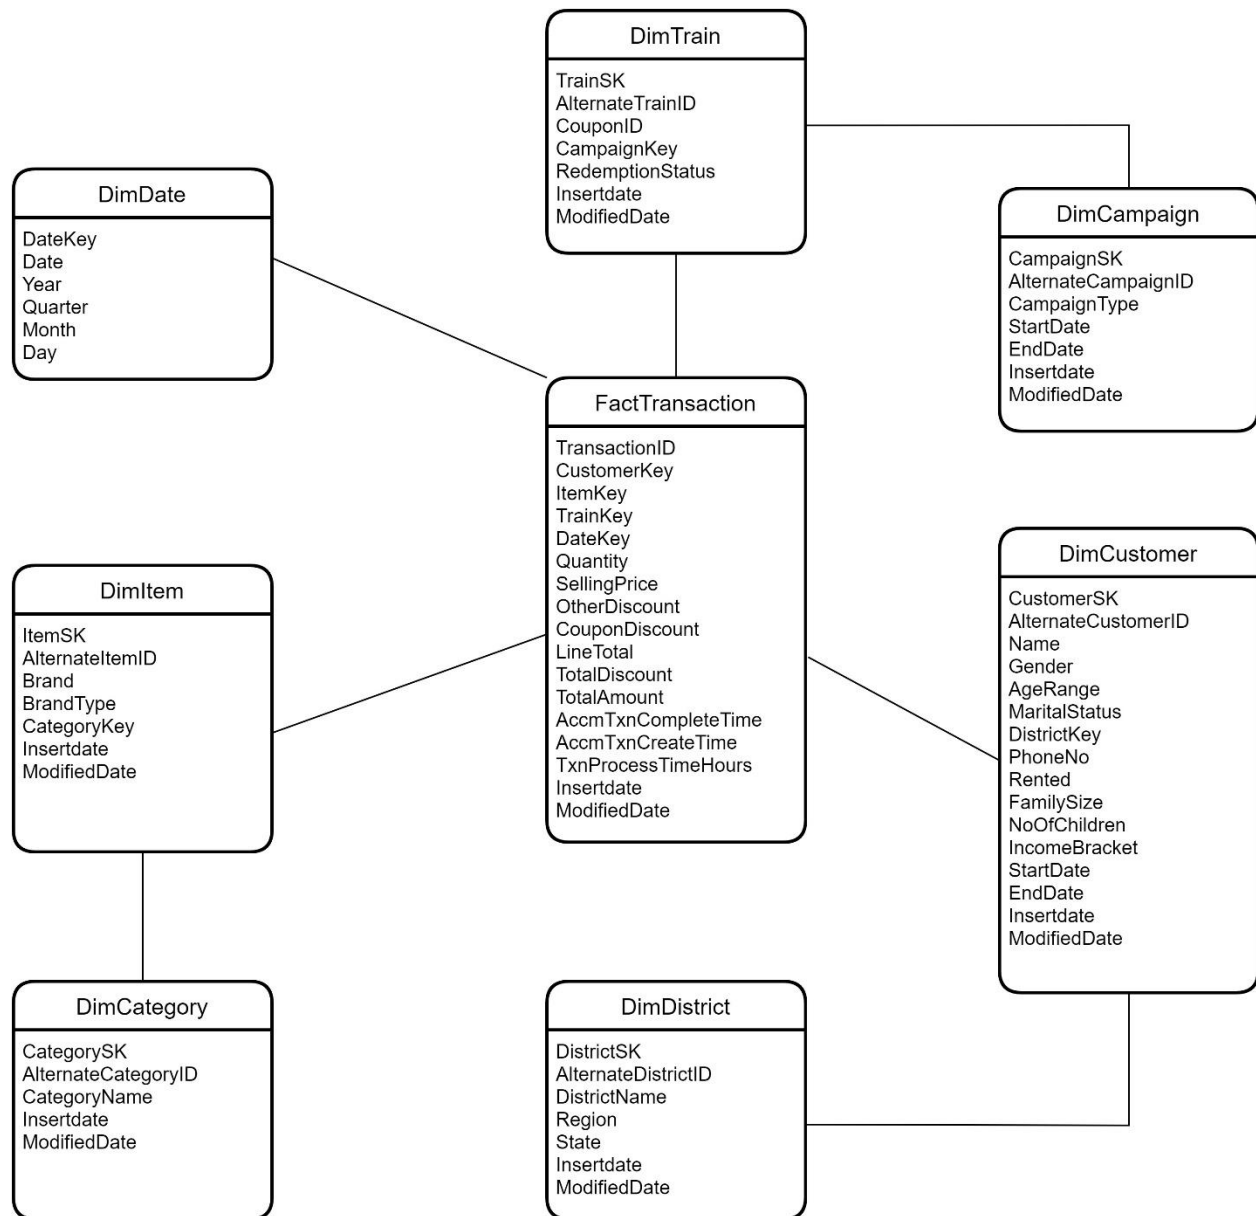 DimTrain
TrainSK
AlternateTrainID
CouponID
CampaignKey
RedemptionStatus
Insertdate
ModifiedDate
DimDate
DateKey
Date
Year
Quarter
Month
Day
DimCampaign
CampaignSK
AlternateCampaignID
CampaignType
StartDate
EndDate
Insertdate
ModifiedDate
FactTransaction
TransactionID
CustomerKey
ItemKey
TrainKey
DateKey
Quantity
SellingPrice
OtherDiscount
CouponDiscount
LineTotal
TotalDiscount
TotalAmount
AccmTxnCompleteTime
AccmTxnCreateTime
TxnProcessTimeHours
Insertdate
ModifiedDate
DimItem
ItemSK
AlternateItemID
Brand
BrandType
CategoryKey
Insertdate
ModifiedDate
DimCustomer
CustomerSK
AlternateCustomerID
Name
Gender
AgeRange
MaritalStatus
DistrictKey
PhoneNo
Rented
FamilySize
NoOfChildren
IncomeBracket
StartDate
EndDate
Insertdate
ModifiedDate
DimCategory
CategorySK
AlternateCategoryID
CategoryName
Insertdate
ModifiedDate
DimDistrict
DistrictSK
AlternateDistrictID
DistrictName
Region
State
Insertdate
ModifiedDate